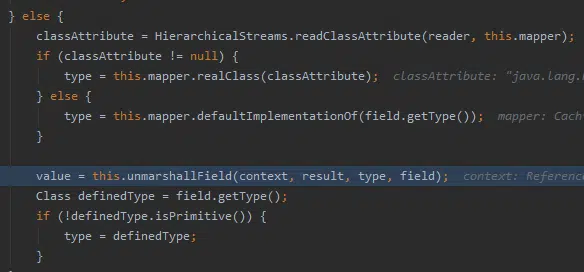 } else {
classAttribute = HierarchicalStreams.readClassAttribute(reader, this.mapper);
if (classAttribute != null) {
type = this.mapper.realClass(classAttribute); classAttribute: "java.lang.
} else {
type = this.mapper.defaultImplementationOf(field.getType()); mapper: Cach
}
value = this.unmarshallField(context, result, type, field); context: Reference
Class definedType = field.getType();
if (!definedType.isPrimitive()) {
type = definedType;
}